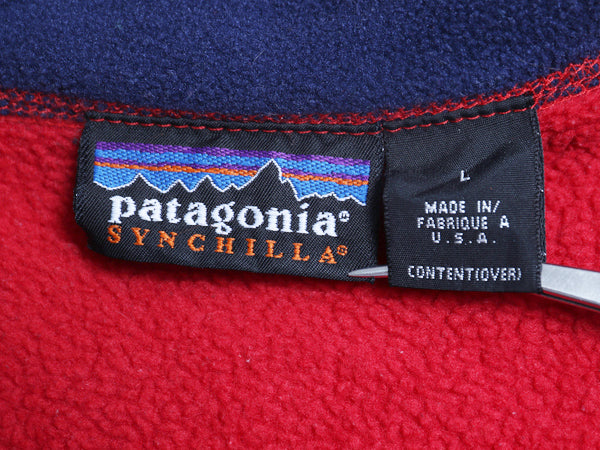 patagonia®
SYNCHILLA®
L
MADE IN/
FABRIQUE A
U.S.A.
CONTENT(OVER)